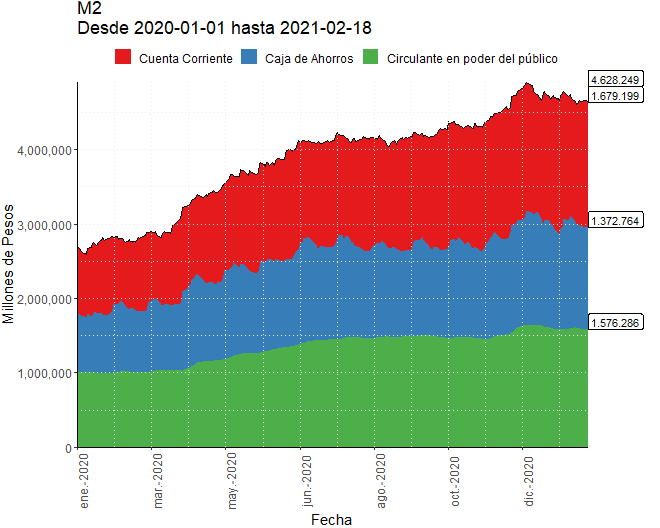 M2
Desde 2020-01-01 hasta 2021-02-18
Cuenta Corriente Caja de Ahorros Circulante en poder del público
4.628.249
1.679.199
1.372.764
1.576.286
Millones de Pesos
4,000,000
3,000,000
2,000,000
1,000,000
0
ene.-2020 mar.-2020 may.-2020 jun.-2020 ago.-2020 oct.-2020 dic.-2020
Fecha